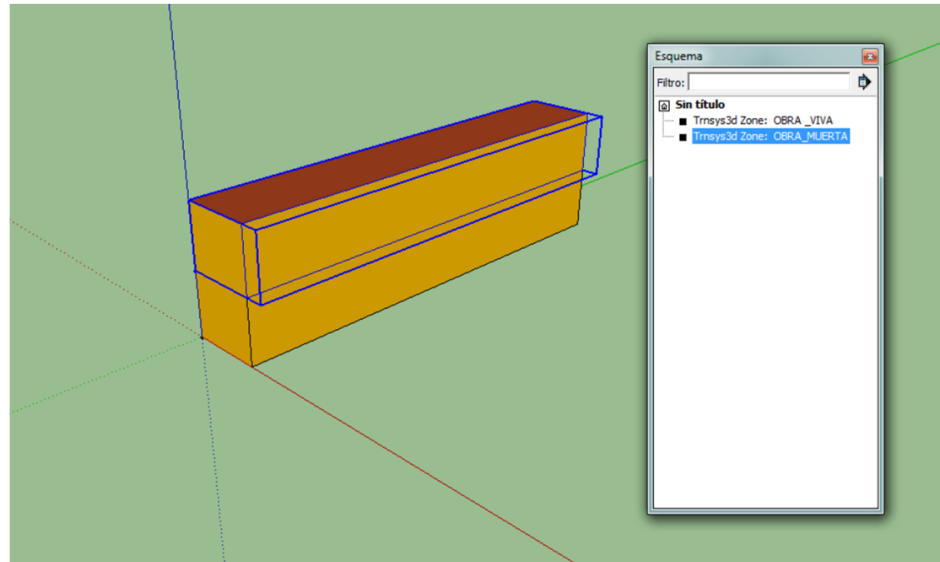 Esquema
Filtro:
Sin título
Trnsys3d Zone: OBRA _VIVA
Trnsys3d Zone: OBRA_MUERTA